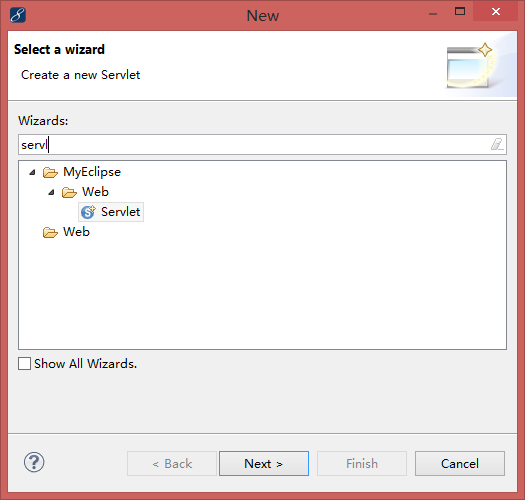 New
Select a wizard
Create a new Servlet
Wizards:
servl
MyEclipse
Web
Servlet
Web
Show All Wizards.
? < Back Next > Finish Cancel